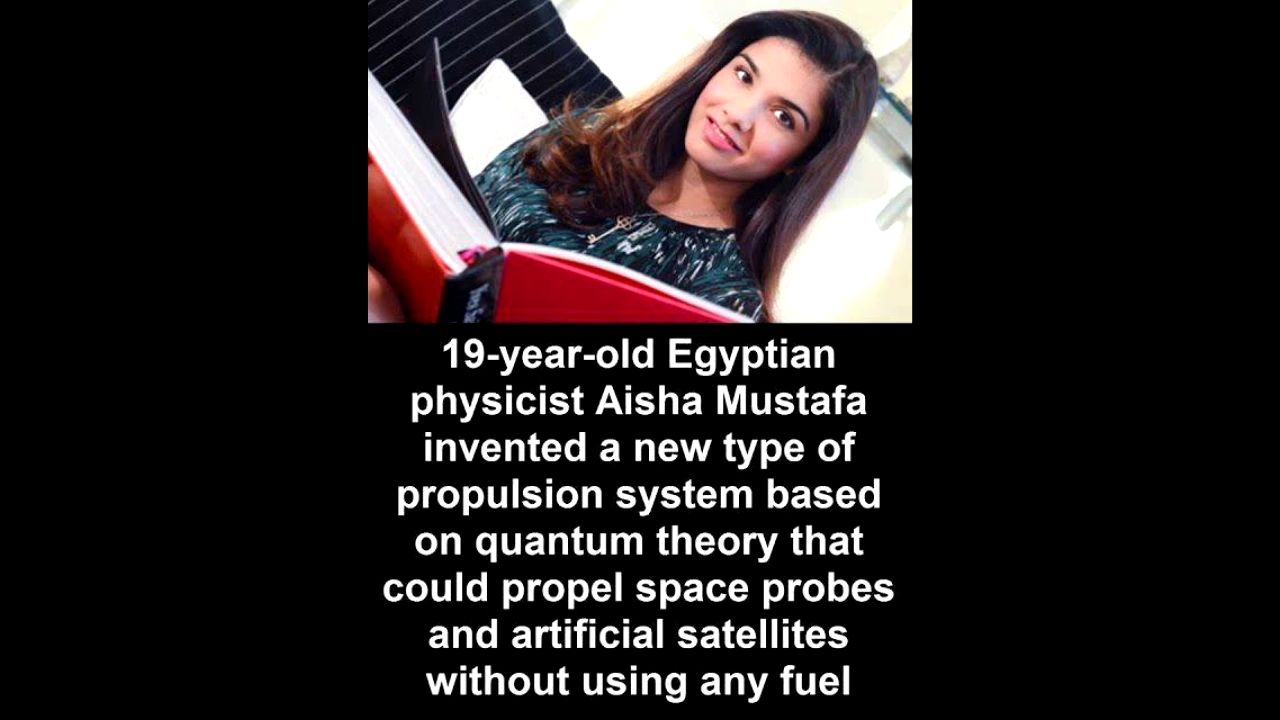 19-year-old Egyptian
physicist Aisha Mustafa
invented a new type of
propulsion system based
on quantum theory that
could propel space probes
and artificial satellites
without using any fuel